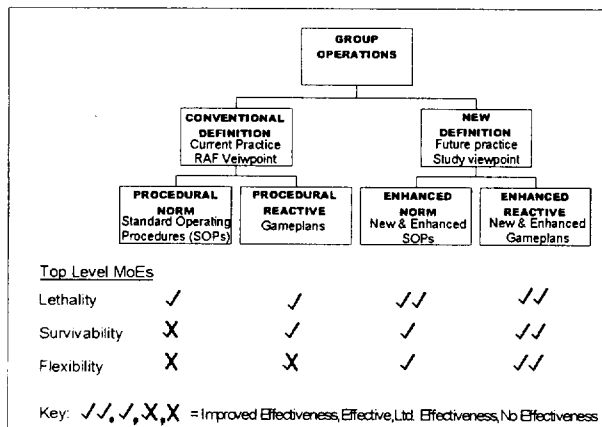 GROUP
OPERATIONS
CONVENTIONAL
DEFINITION
Current Practice
RAF Veiwpoint
NEW
DEFINITION
Future practice
Study viewpoint
PROCEDURAL
NORM
Standard Operating
Procedures (SOPs)
PROCEDURAL
REACTIVE
Gameplans
ENHANCED
NORM
New & Enhanced
SOPs
ENHANCED
REACTIVE
New & Enhanced
Gameplans
Top Level MoEs
Lethality ✓ ✓ ✓✓ ✓✓
Survivability X ✓ ✓ ✓✓
Flexibility X X ✓ ✓✓
Key: ✓✓, ✓, X, X = Improved Effectiveness, Effective, Ltd. Effectiveness, No Effectiveness